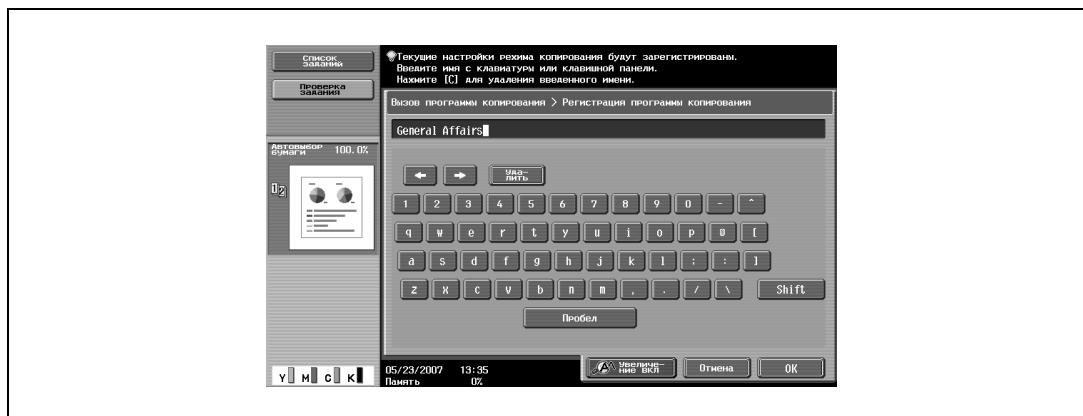 Список
заданий
Проверка
задания
Текущие настройки режима копирования будут зарегистрированы.
Введите имя с клавиатуры или клавишной панели.
Нажмите [C] для удаления введенного имени.
Вызов программы копирования > Регистрация программы копирования
General Affairs
Автовыбор
бумаги 100.0%
Уда-
лить
1 2 3 4 5 6 7 8 9 0 - ^
q w e r t y u i o p @ [
a s d f g h j k l ; : ]
z x c v b n m , . / \ Shift
Пробел
Y M C K
05/23/2007 13:35
Память 0%
Увеличе-
ние ВКЛ
Отмена
OK